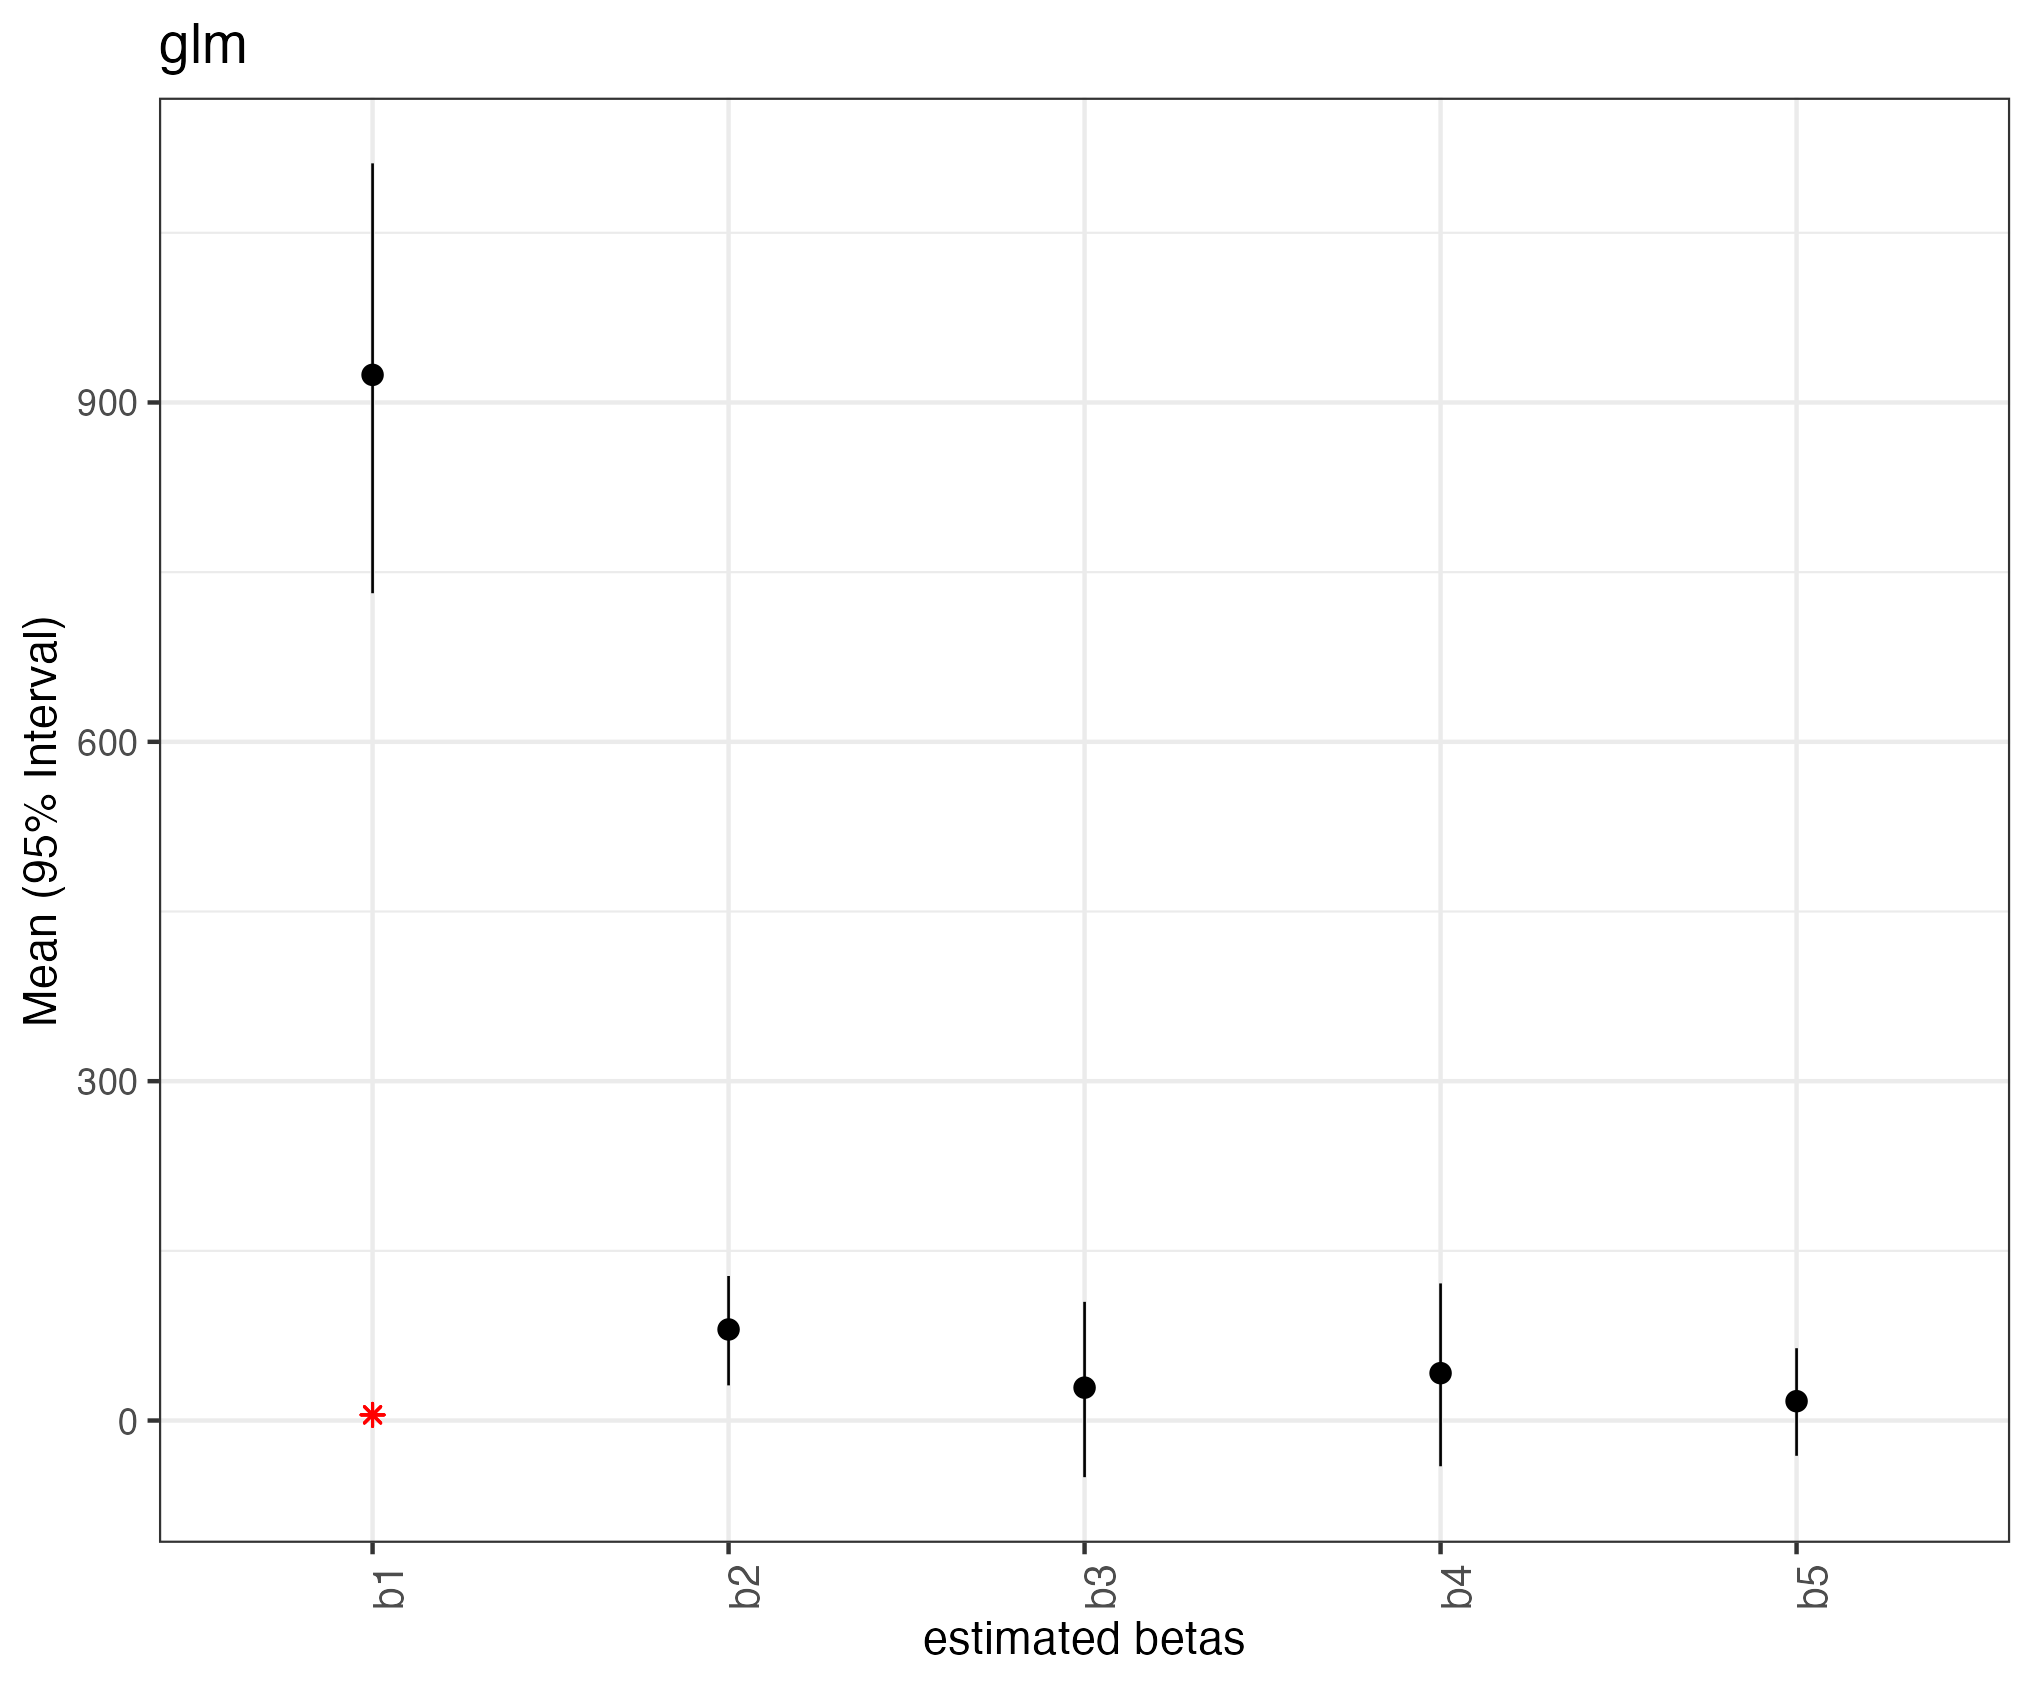 glm
Mean (95% Interval)
900
600
300
0
b1
b2
b3
b4
b5
estimated betas